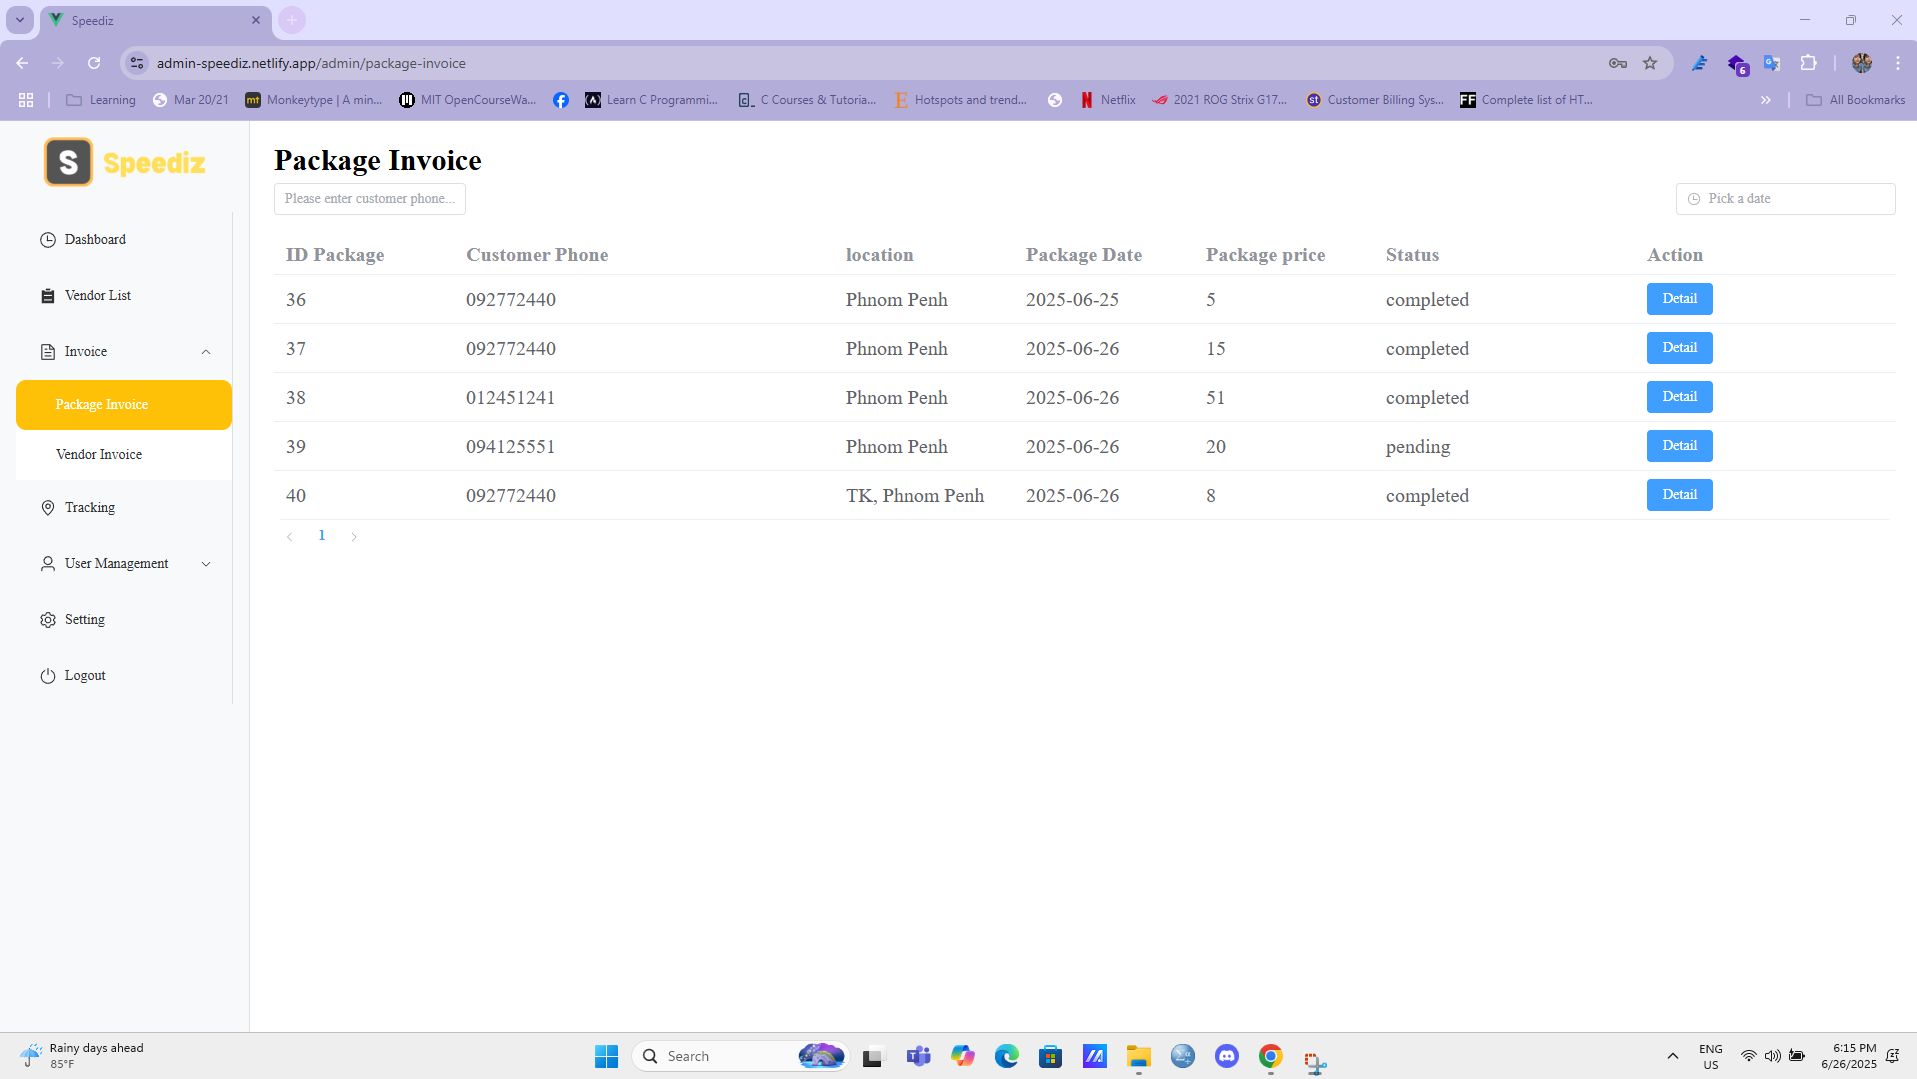 Speediz
admin-speediz.netlify.app/admin/package-invoice
6
Learning
Mar 20/21
mt Monkeytype | A min...
MIT OpenCourseWa...
Learn C Programmi...
C Courses & Tutoria...
E Hotspots and trend...
N Netflix
2021 ROG Strix G17...
st Customer Billing Sys...
FF Complete list of HT...
All Bookmarks
S Speediz
Dashboard
Vendor List
Invoice
Package Invoice
Vendor Invoice
Tracking
User Management
Setting
Logout
Package Invoice
Please enter customer phone...
Pick a date
ID Package Customer Phone location Package Date Package price Status Action
36 092772440 Phnom Penh 2025-06-25 5 completed Detail
37 092772440 Phnom Penh 2025-06-26 15 completed Detail
38 012451241 Phnom Penh 2025-06-26 51 completed Detail
39 094125551 Phnom Penh 2025-06-26 20 pending Detail
40 092772440 TK, Phnom Penh 2025-06-26 8 completed Detail
1
Rainy days ahead
85°F
Search
ENG
US
6:15 PM
6/26/2025